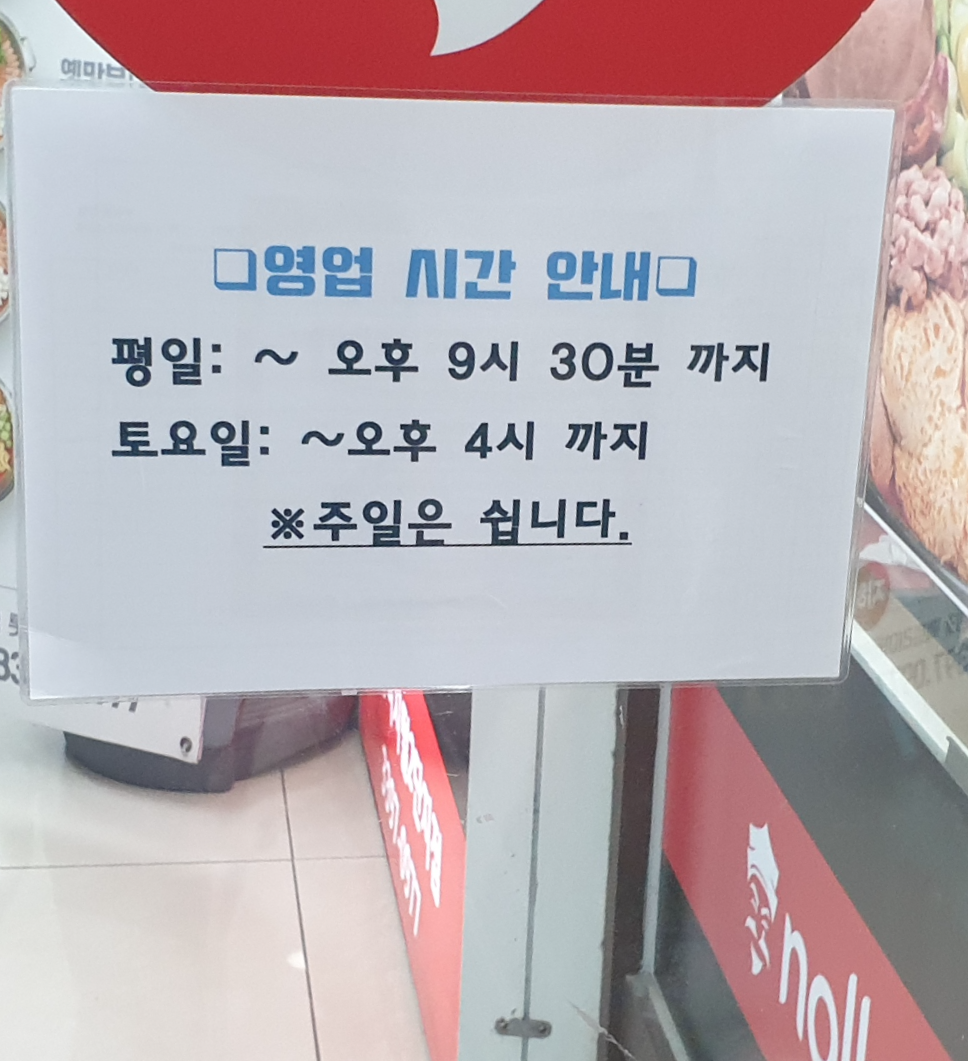 ❏영업 시간 안내❏
평일: ~ 오후 9시 30분 까지
토요일: ~오후 4시 까지
※주일은 쉽니다.
noll